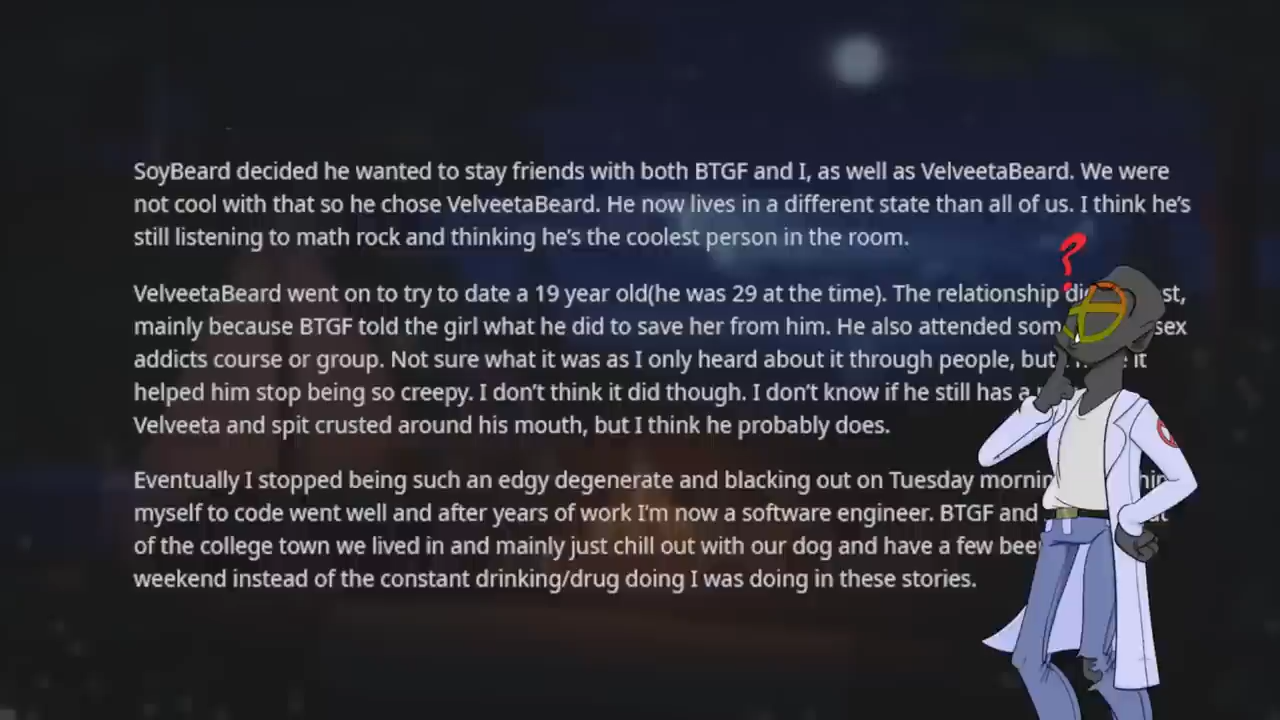 SoyBeard decided he wanted to stay friends with both BTGF and I, as well as VelveetaBeard. We were
not cool with that so he chose VelveetaBeard. He now lives in a different state than all of us. I think he's
still listening to math rock and thinking he's the coolest person in the room.
VelveetaBeard went on to try to date a 19 year old(he was 29 at the time). The relationship
mainly because BTGF told the girl what he did to save her from him. He also attended sex
addicts course or group. Not sure what it was as I only heard about it through people, but it
helped him stop being so creepy. I don't think it did though. I don't know if he still has a
Velveeta and spit crusted around his mouth, but I think he probably does.
Eventually I stopped being such an edgy degenerate and blacking out on Tuesday
myself to code went well and after years of work I'm now a software engineer. BTGF and
of the college town we lived in and mainly just chill out with our dog and have a few
weekend instead of the constant drinking/drug doing I was doing in these stories.
?